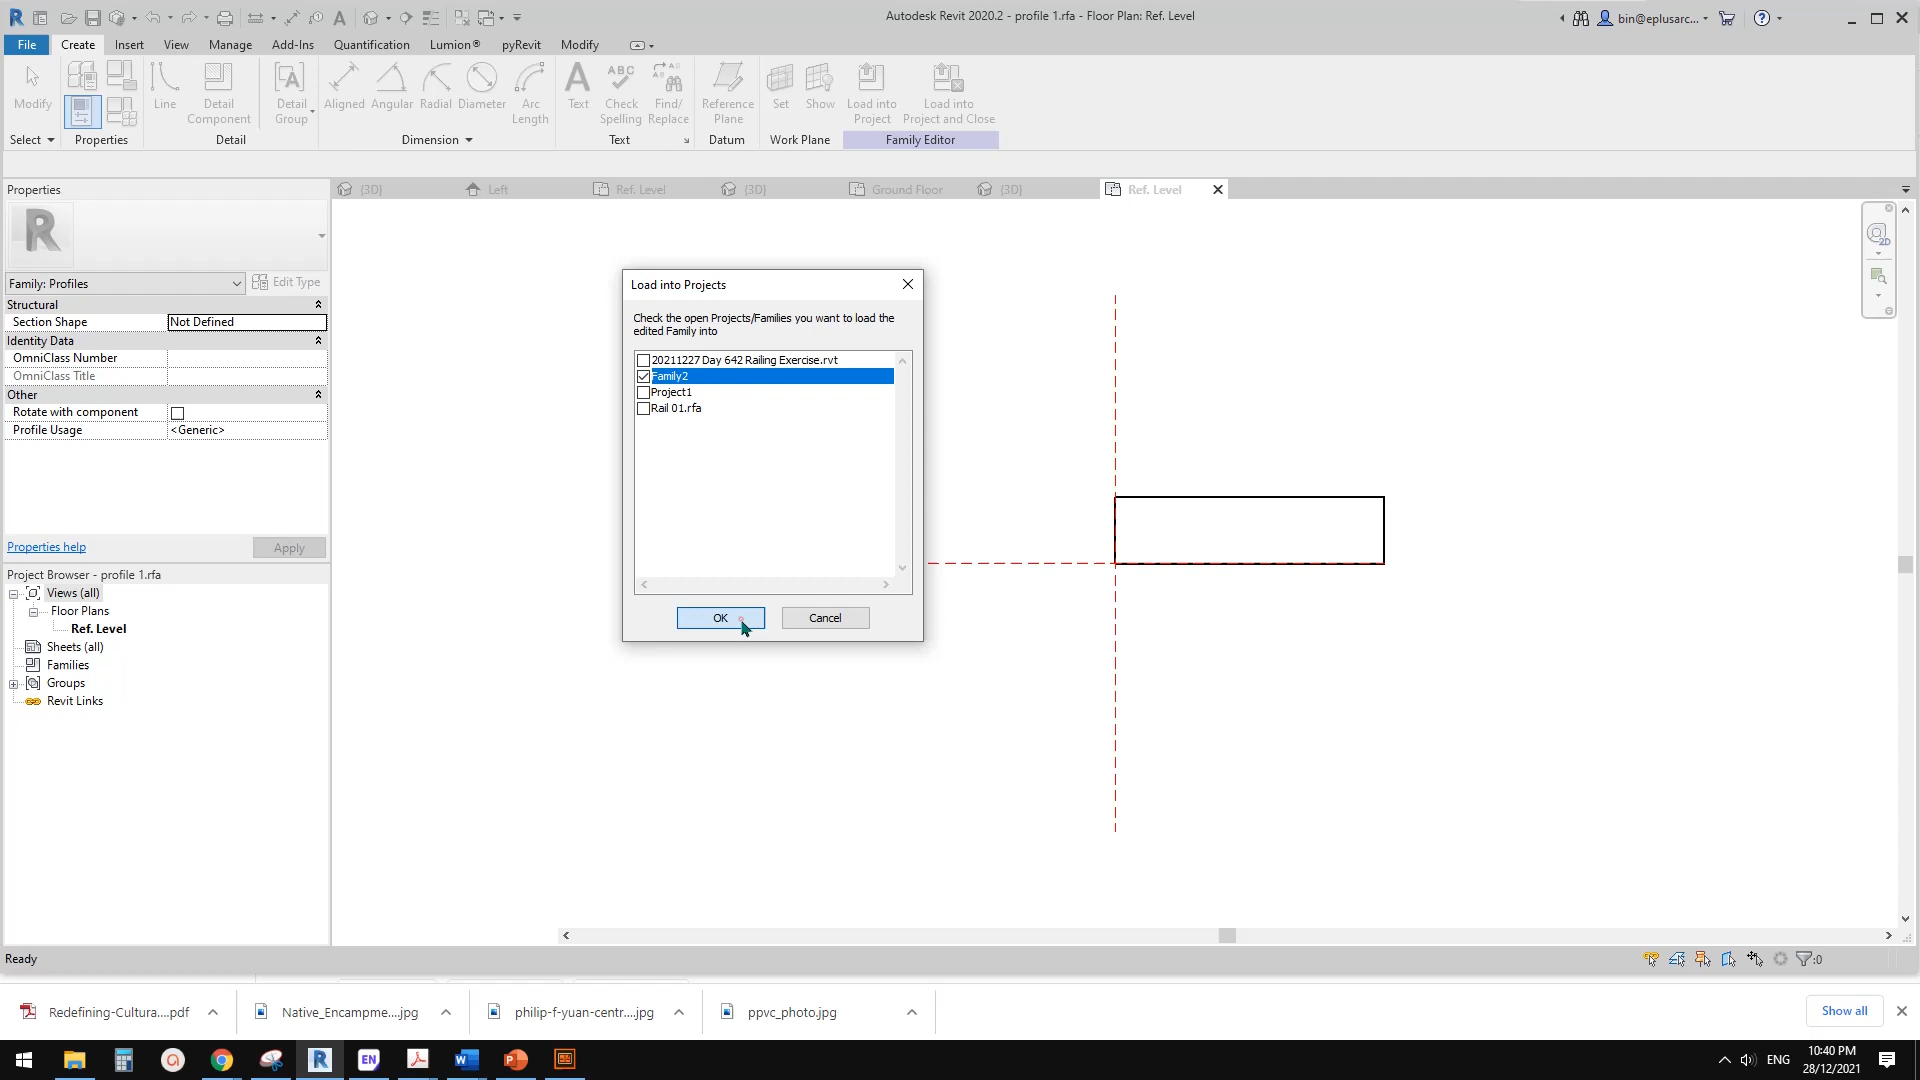 Autodesk Revit 2020.2 - profile 1.rfa - Floor Plan: Ref. Level
bin@eplusarc...
File Create Insert View Manage Add-Ins Quantification Lumion® pyRevit Modify
Modify
Line
Detail Component
Detail Group
Aligned
Angular
Radial
Diameter
Arc Length
ABC
Text
Check Spelling
Find/ Replace
Reference Plane
Set
Show
Load into Project
Load into Project and Close
Select Properties Detail Dimension Text Datum Work Plane Family Editor
Properties
(3D) Left Ref. Level (3D) Ground Floor (3D) Ref. Level
2D
Family: Profiles Edit Type
Structural
Section Shape Not Defined
Identity Data
OmniClass Number
OmniClass Title
Other
Rotate with component
Profile Usage <Generic>
Properties help Apply
Project Browser - profile 1.rfa
Views (all)
Floor Plans
Ref. Level
Sheets (all)
Families
Groups
Revit Links
Load into Projects
Check the open Projects/Families you want to load the
edited Family into
20211227 Day 642 Railing Exercise.rvt
Family2
Project1
Rail 01.rfa
OK Cancel
Ready
:0
Redefining-Cultura....pdf
Native_Encampme....jpg
philip-f-yuan-centr....jpg
ppvc_photo.jpg
Show all
EN
ENG
10:40 PM
28/12/2021